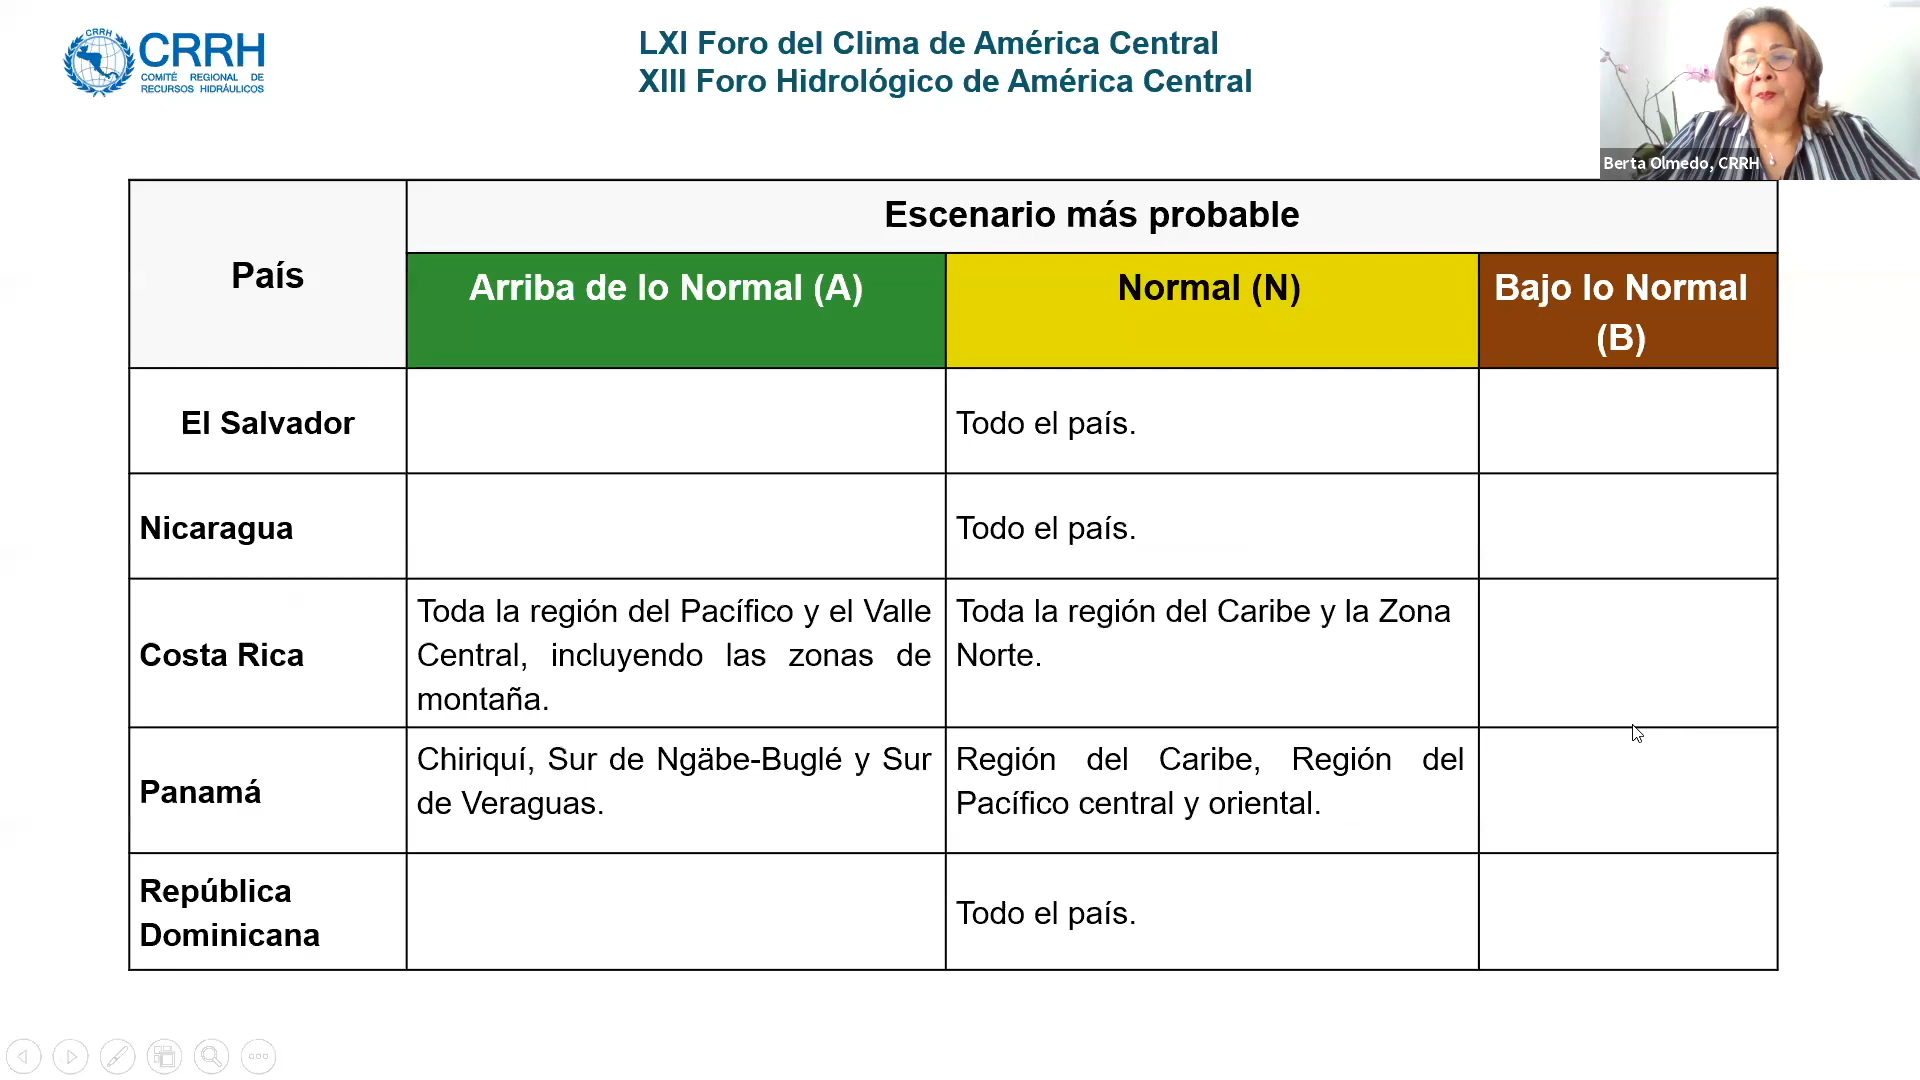 CRRH
CRRH
COMITÉ REGIONAL DE
RECURSOS HIDRÁULICOS
LXI Foro del Clima de América Central
XIII Foro Hidrológico de América Central
Berta Olmedo, CRRH
País
Escenario más probable
Arriba de lo Normal (A)
Normal (N)
Bajo lo Normal
(B)
El Salvador
Todo el país.
Nicaragua
Todo el país.
Costa Rica
Toda la región del Pacífico y el Valle
Central, incluyendo las zonas de
montaña.
Toda la región del Caribe y la Zona
Norte.
Panamá
Chiriquí, Sur de Ngäbe-Buglé y Sur
de Veraguas.
Región del Caribe, Región del
Pacífico central y oriental.
República
Dominicana
Todo el país.